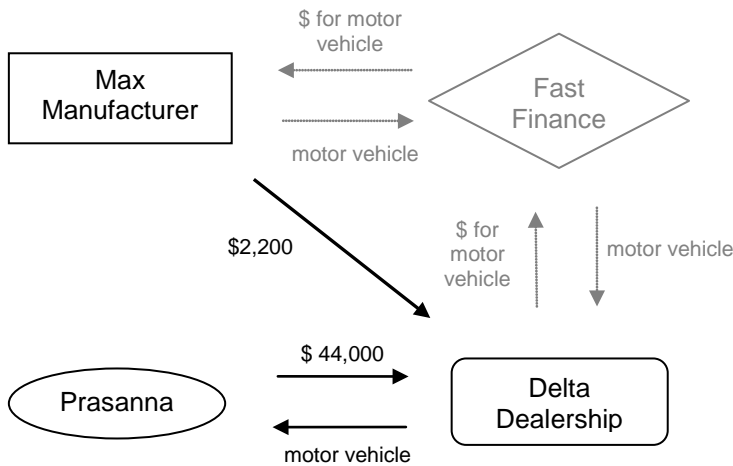 $ for motor
vehicle
Max
Manufacturer
Fast
Finance
motor vehicle
$2,200
$ for
motor
vehicle
motor vehicle
$ 44,000
Prasanna
Delta
Dealership
motor vehicle